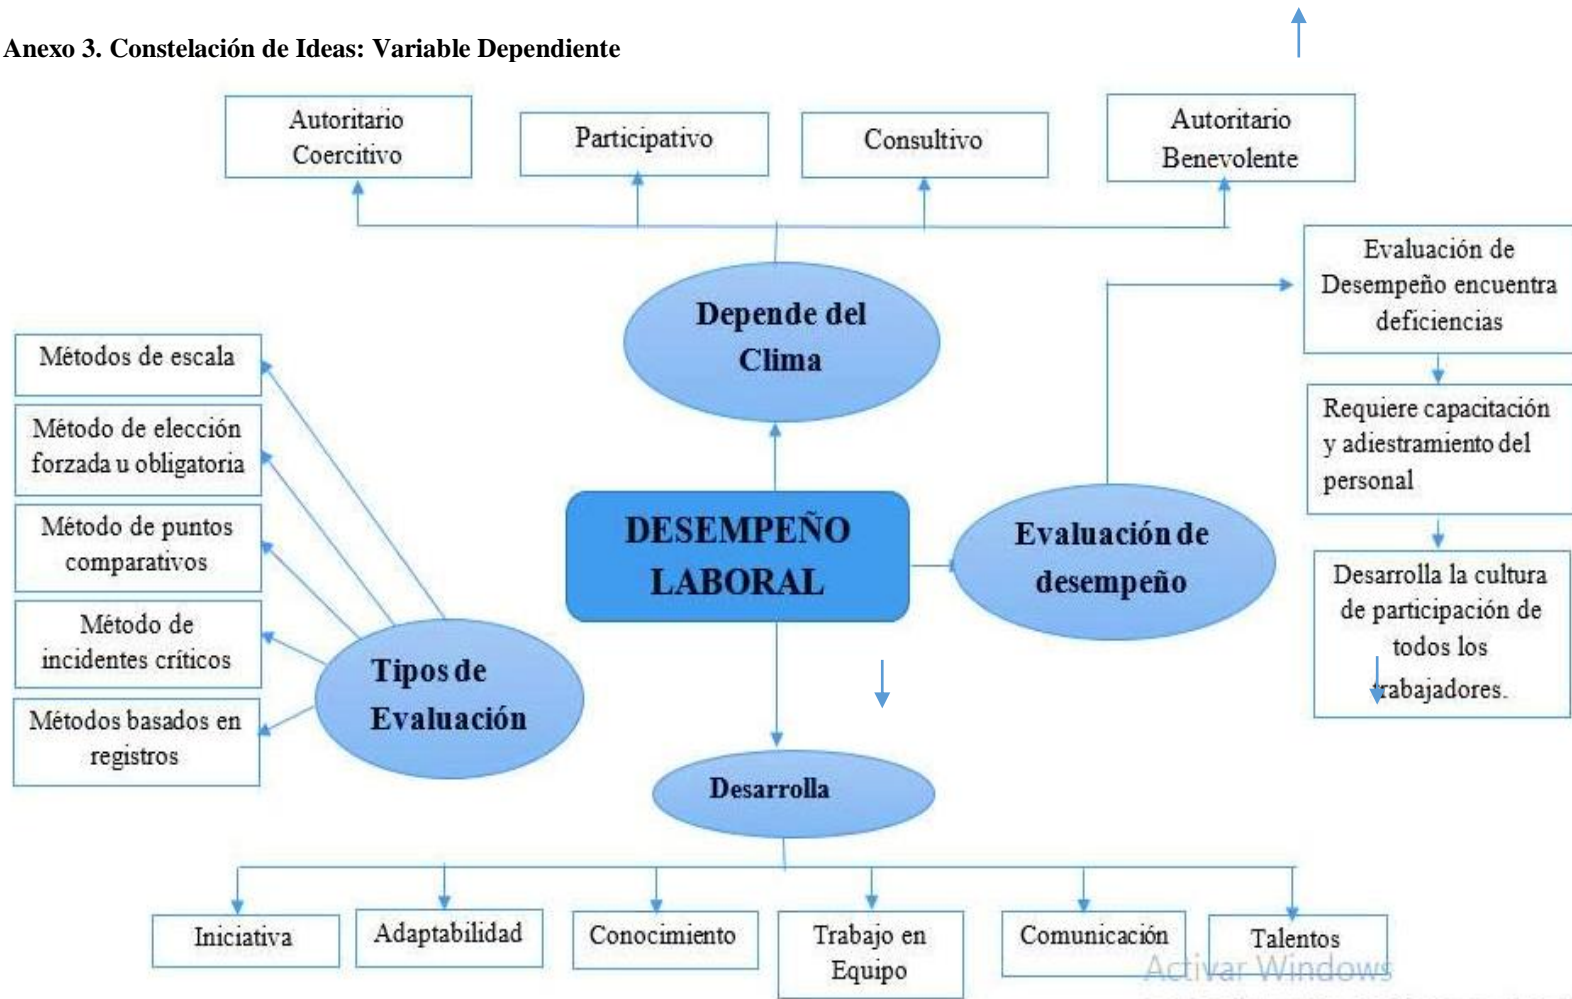 Anexo 3. Constelación de Ideas: Variable Dependiente
Autoritario
Coercitivo
Participativo
Consultivo
Autoritario
Benevolente
Depende del
Clima
Evaluación de
Desempeño encuentra
deficiencias
Requiere capacitación
y adiestramiento del
personal
Desarrolla la cultura
de participación de
todos los
trabajadores.
Métodos de escala
Método de elección
forzada u obligatoria
Método de puntos
comparativos
Método de
incidentes críticos
Métodos basados en
registros
DESEMPEÑO
LABORAL
Evaluación de
desempeño
Tipos de
Evaluación
Desarrolla
Iniciativa
Adaptabilidad
Conocimiento
Trabajo en
Equipo
Comunicación
Talentos
Activar Windows